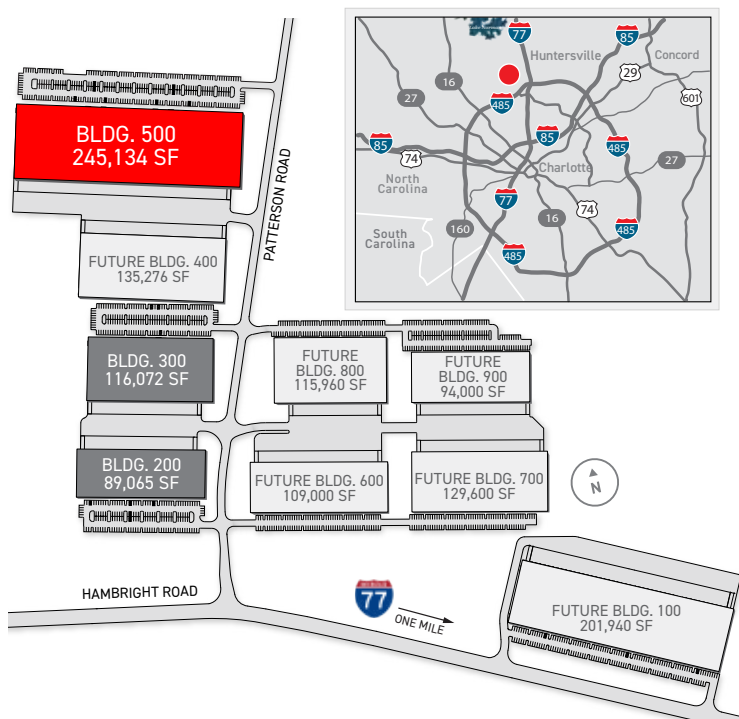 BLDG. 500
245,134 SF
PATTERSON ROAD
FUTURE BLDG. 400
135,276 SF
BLDG. 300
116,072 SF
FUTURE
BLDG. 800
115,960 SF
FUTURE
BLDG. 900
94,000 SF
BLDG. 200
89,065 SF
FUTURE BLDG. 600
109,000 SF
FUTURE BLDG. 700
129,600 SF
N
HAMBRIGHT ROAD
77
ONE MILE
FUTURE BLDG. 100
201,940 SF
77
Huntersville
85
Concord
29
16
27
485
601
85
85
74
485
27
North
Carolina
Charlotte
77
74
16
160
South
Carolina
485
485